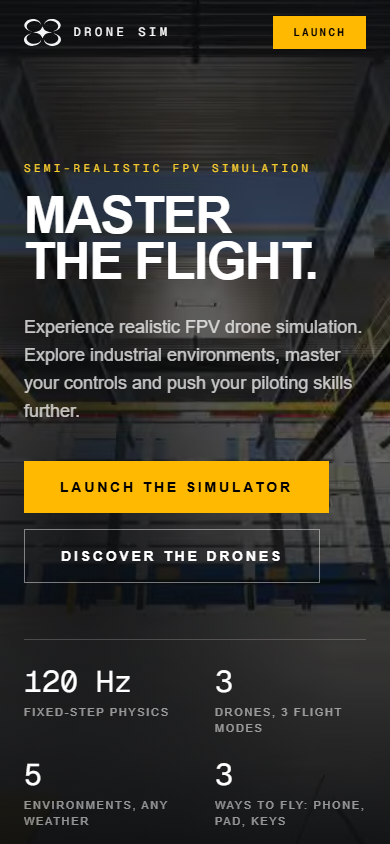 DRONE SIM
LAUNCH
SEMI-REALISTIC FPV SIMULATION
MASTER
THE FLIGHT.
Experience realistic FPV drone simulation.
Explore industrial environments, master
your controls and push your piloting skills
further.
LAUNCH THE SIMULATOR
DISCOVER THE DRONES
120 Hz
FIXED-STEP PHYSICS
3
DRONES, 3 FLIGHT
MODES
5
ENVIRONMENTS, ANY
WEATHER
3
WAYS TO FLY: PHONE,
PAD, KEYS